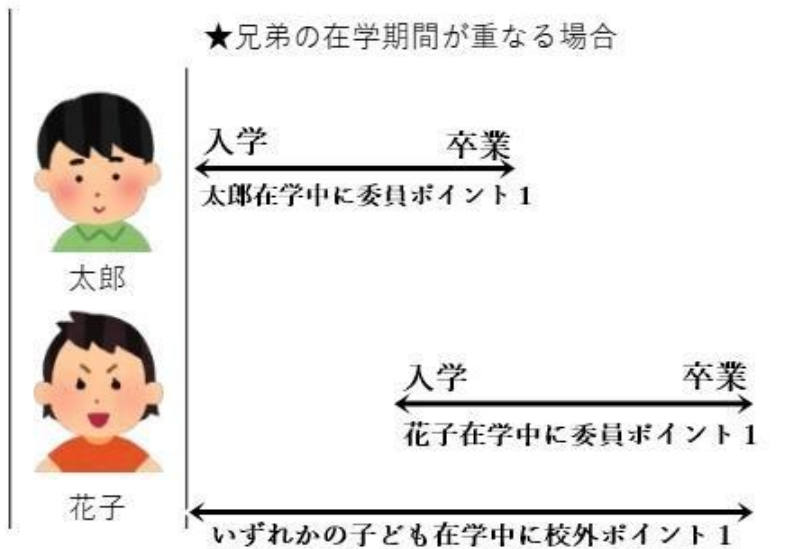 ★兄弟の在学期間が重なる場合
入学 卒業
太郎在学中に委員ポイント1
太郎
入学 卒業
花子在学中に委員ポイント1
花子
いずれかの子ども在学中に校外ポイント1